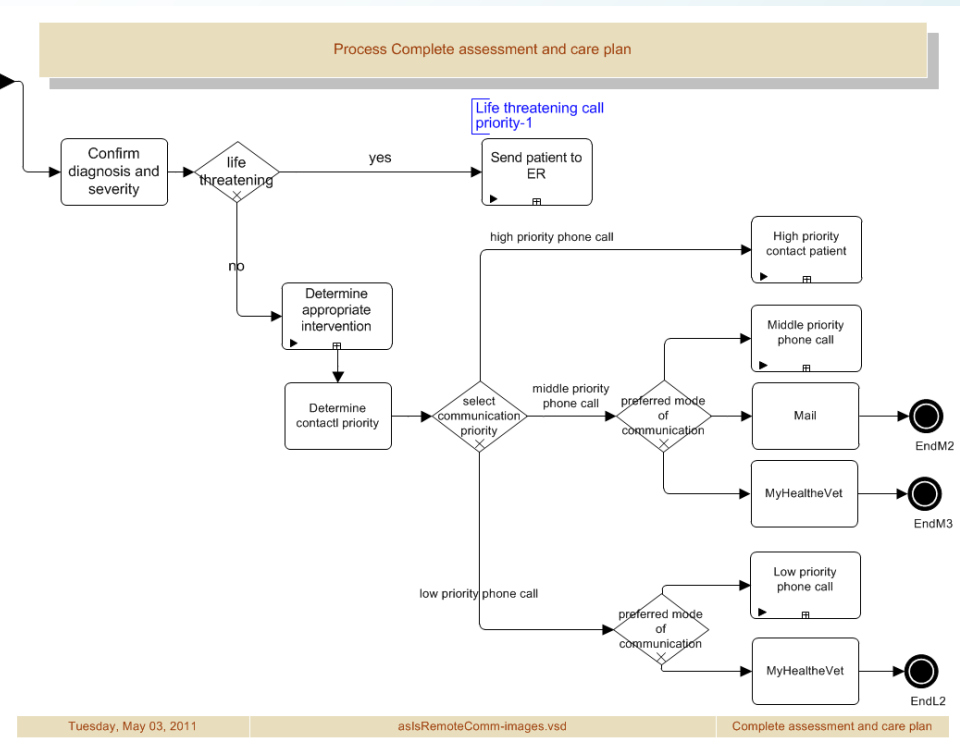 Process Complete assessment and care plan
Life threatening call
priority-1
Confirm
diagnosis and
severity
life
threatening
yes
Send patient to
ER
no
high priority phone call
High priority
contact patient
Determine
appropriate
intervention
Middle priority
phone call
Determine
contactl priority
select
communication
priority
middle priority
phone call
preferred mode
of
communication
Mail
EndM2
MyHealtheVet
EndM3
low priority phone call
Low priority
phone call
preferred mode
of
communication
MyHealtheVet
EndL2
Tuesday, May 03, 2011
asIsRemoteComm-images.vsd
Complete assessment and care plan